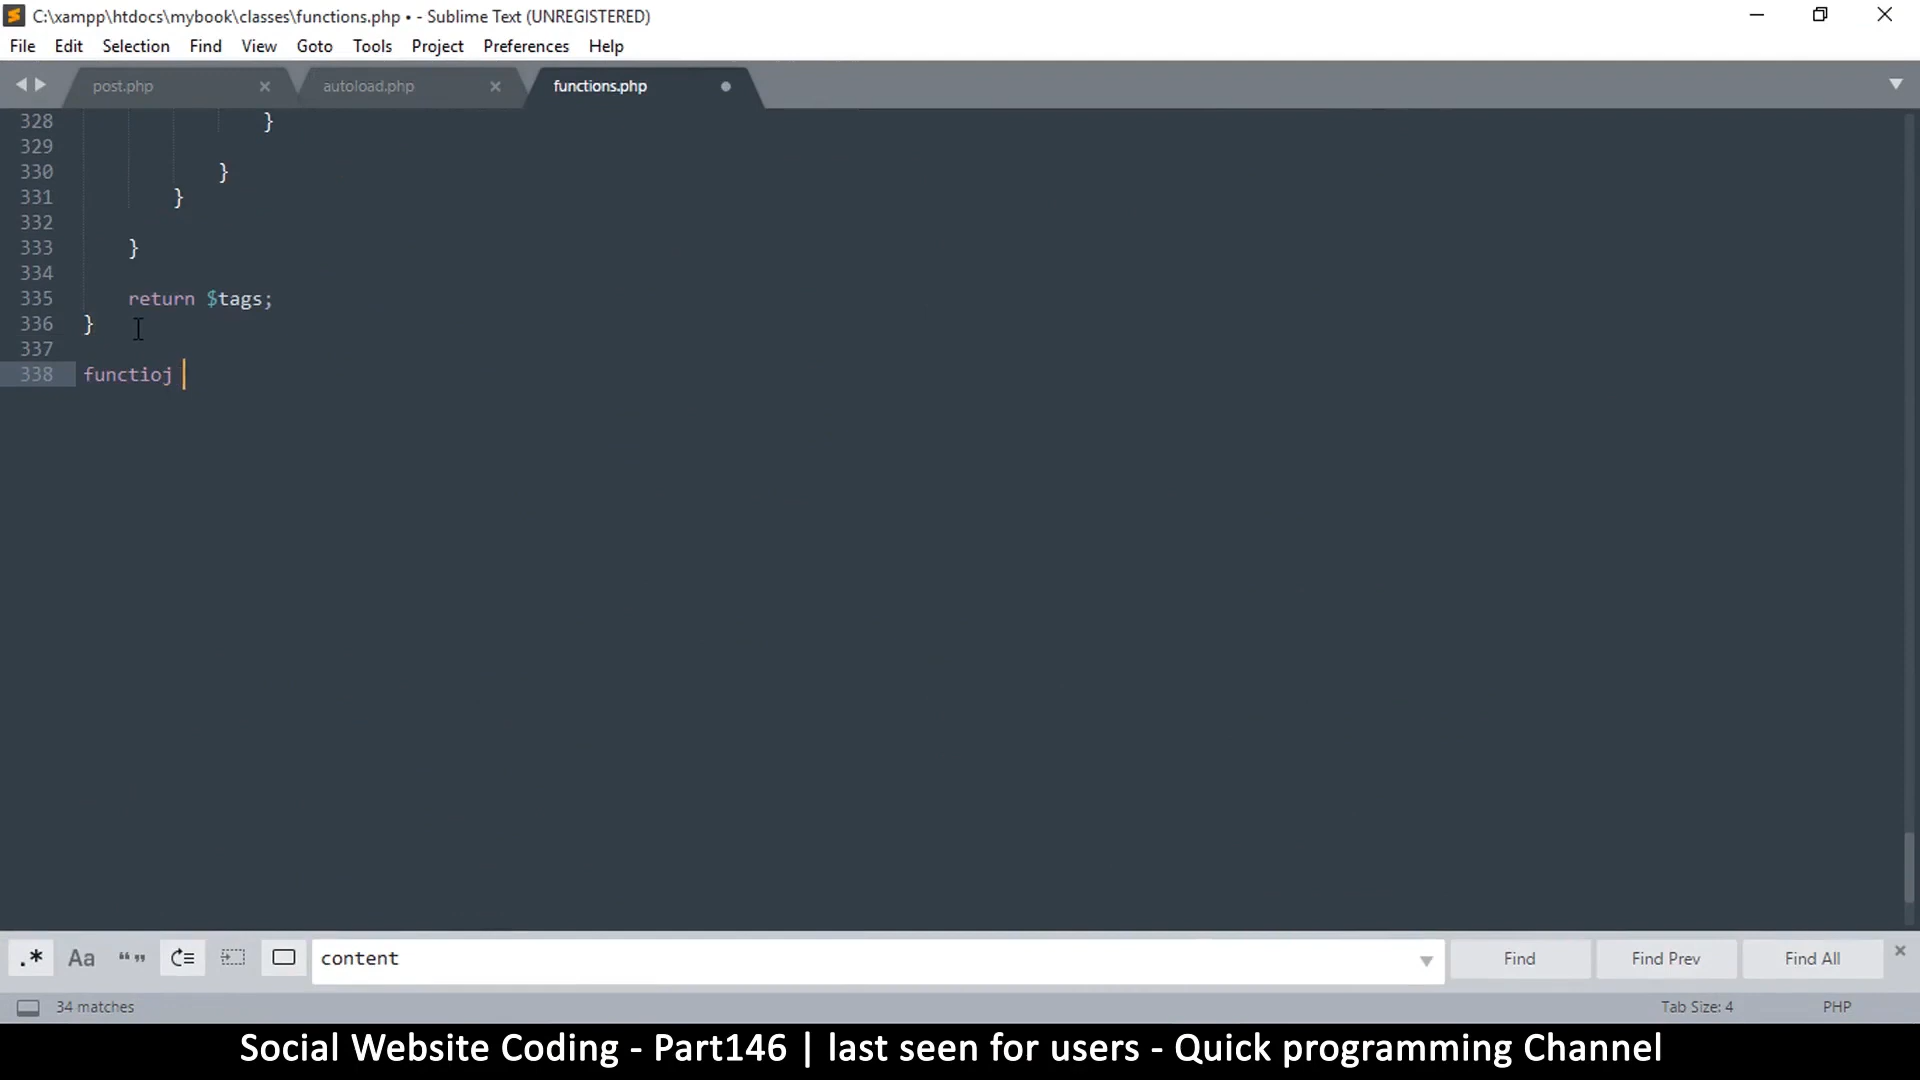 C:\xampp\htdocs\mybook\classes\functions.php • - Sublime Text (UNREGISTERED)
File Edit Selection Find View Goto Tools Project Preferences Help
post.php autoload.php functions.php
328 }
329
330 }
331 }
332
333 }
334
335 return $tags;
336 }
337
338 functioj
.* Aa “” content Find Find Prev Find All
34 matches Tab Size: 4 PHP
Social Website Coding - Part146 | last seen for users - Quick programming Channel